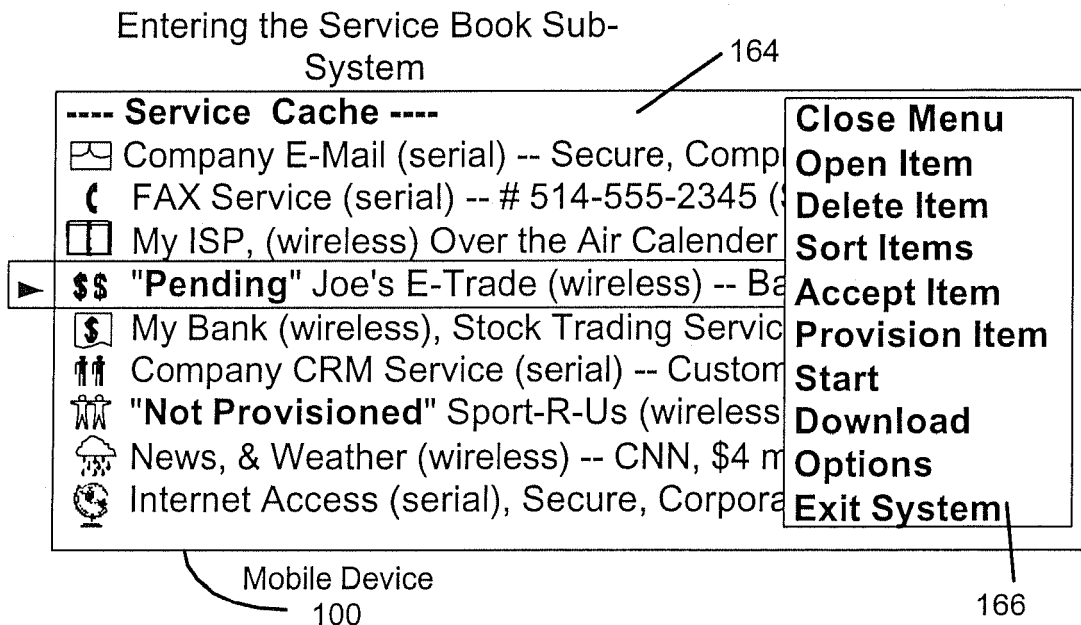 Entering the Service Book Sub-
System
164
---- Service Cache ----
Company E-Mail (serial) -- Secure, Comp
FAX Service (serial) -- # 514-555-2345 (
My ISP, (wireless) Over the Air Calender
$$ "Pending" Joe's E-Trade (wireless) -- Ba
$ My Bank (wireless), Stock Trading Servic
Company CRM Service (serial) -- Custom
"Not Provisioned" Sport-R-Us (wireless
News, & Weather (wireless) -- CNN, $4 m
Internet Access (serial), Secure, Corpora
Close Menu
Open Item
Delete Item
Sort Items
Accept Item
Provision Item
Start
Download
Options
Exit System
Mobile Device
100
166